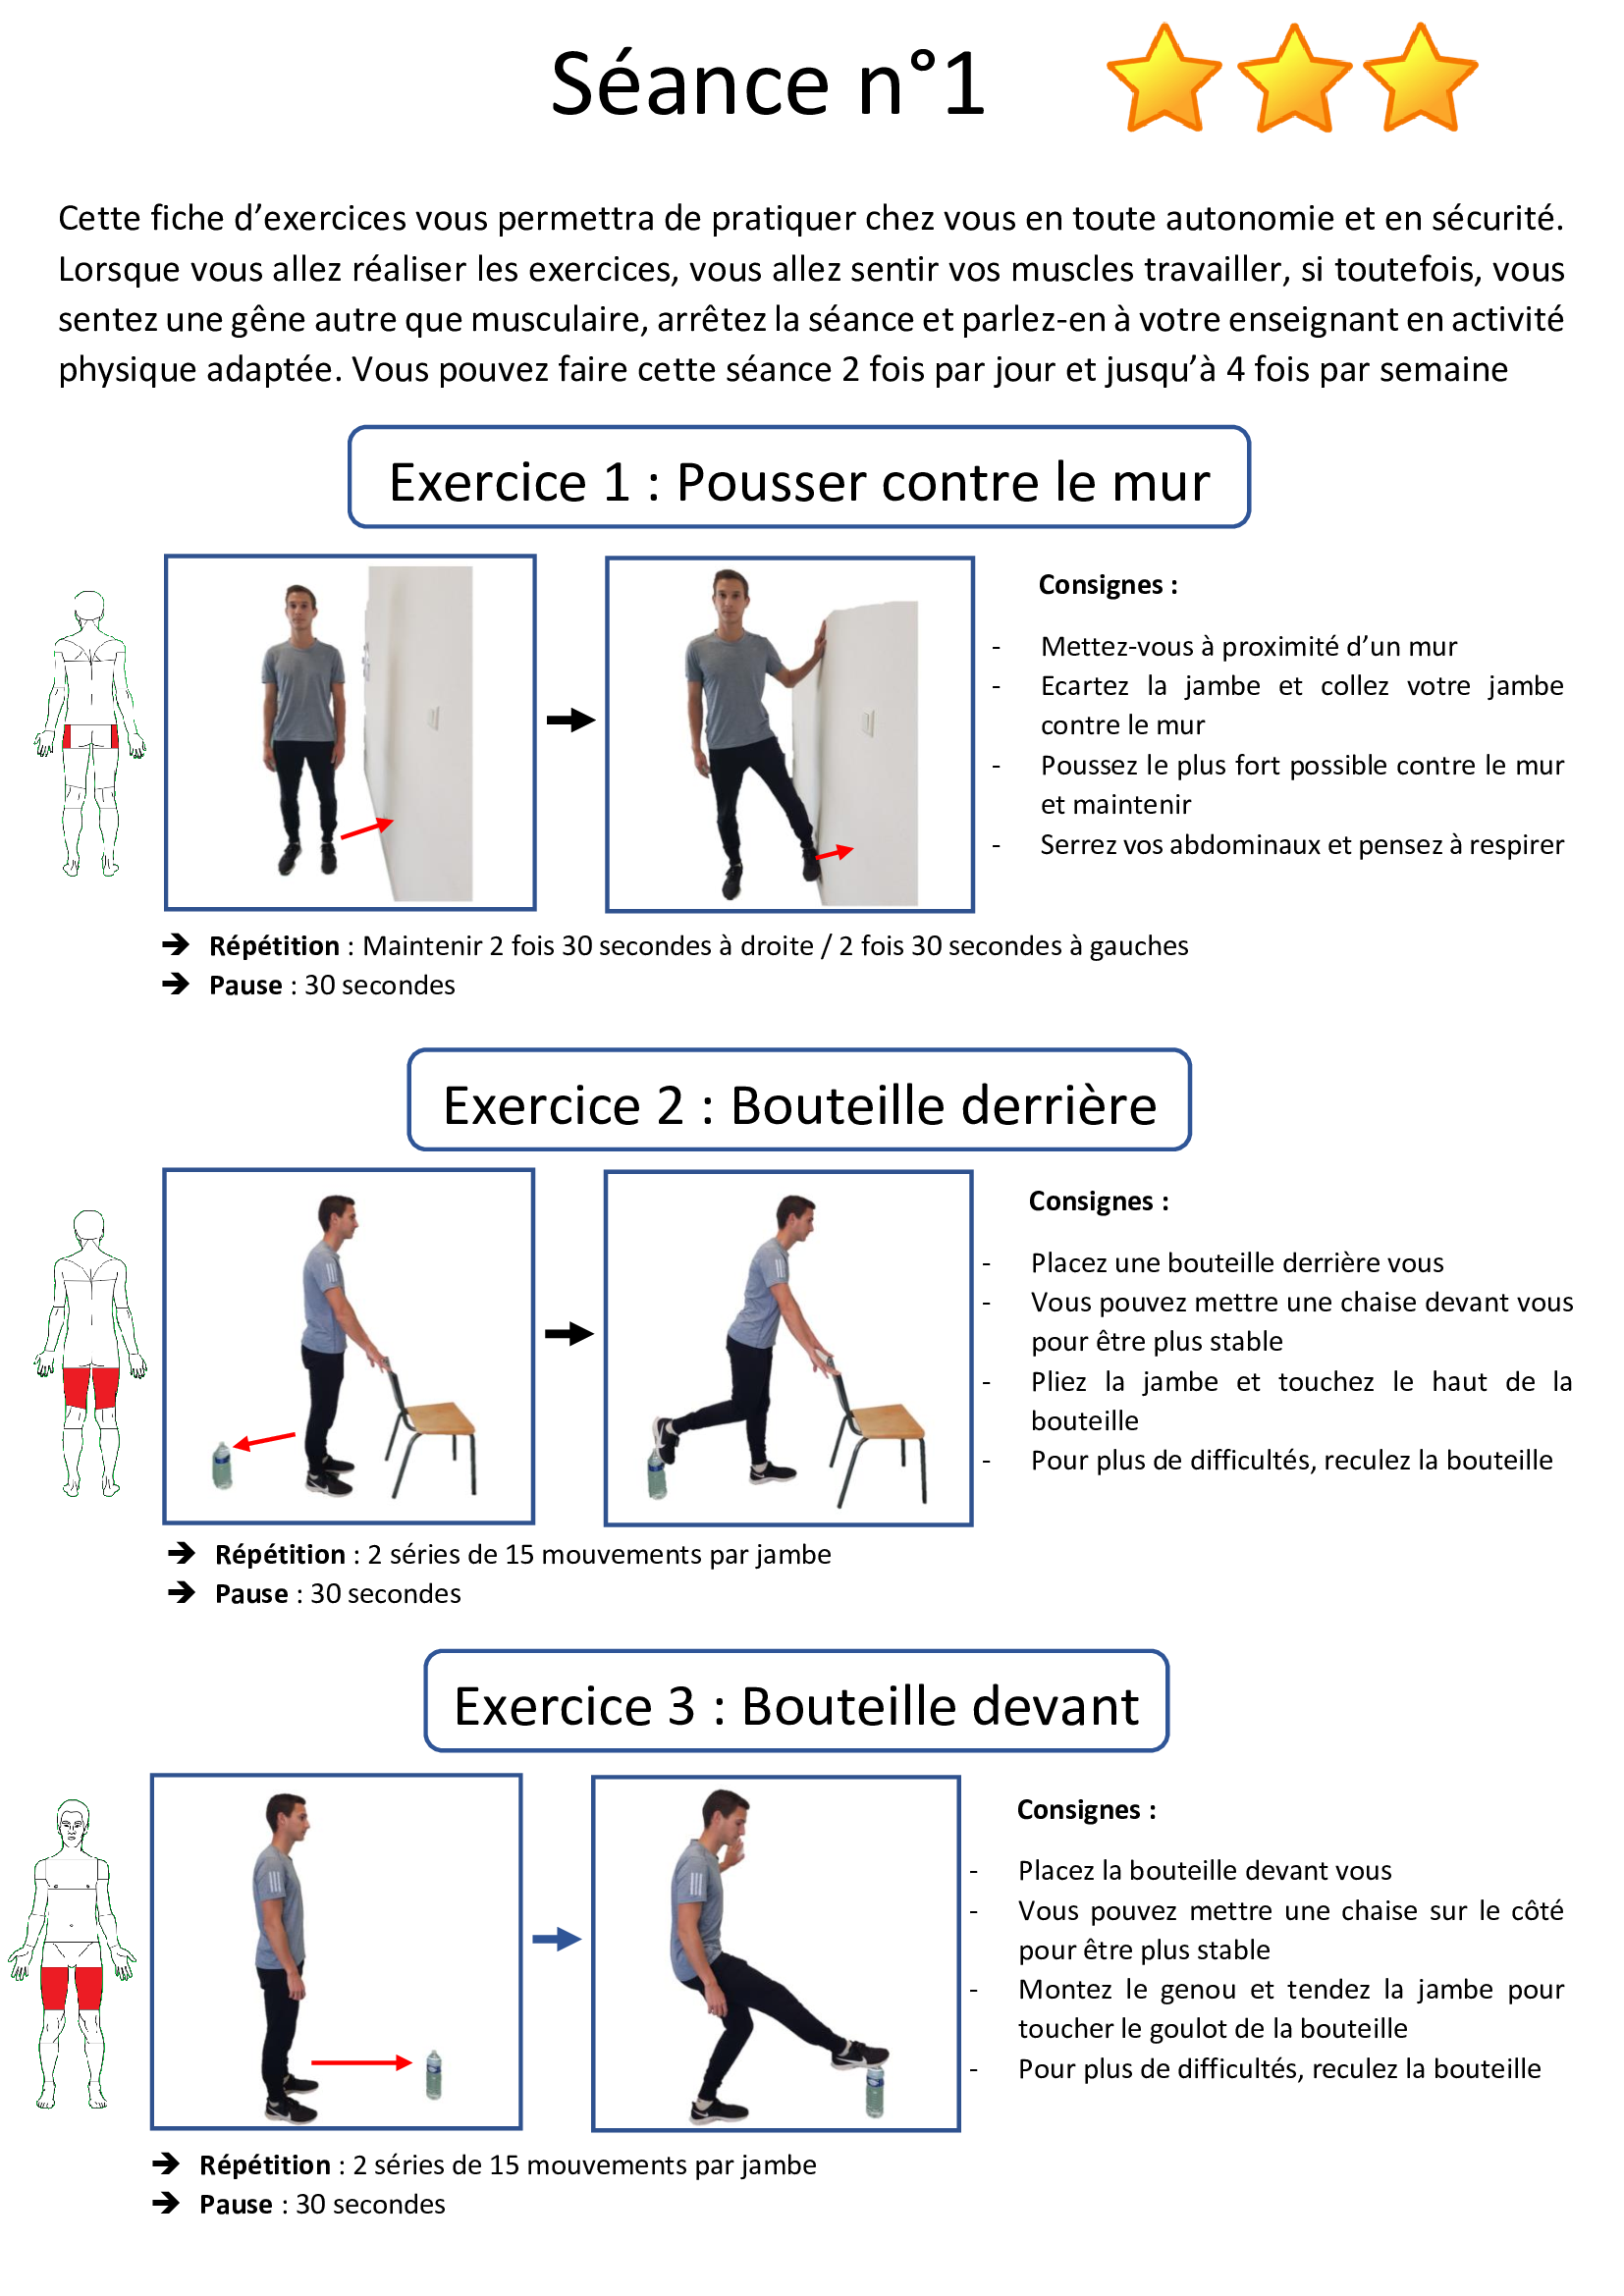 Séance n°1
Cette fiche d’exercices vous permettra de pratiquer chez vous en toute autonomie et en sécurité.
Lorsque vous allez réaliser les exercices, vous allez sentir vos muscles travailler, si toutefois, vous
sentez une gêne autre que musculaire, arrêtez la séance et parlez-en à votre enseignant en activité
physique adaptée. Vous pouvez faire cette séance 2 fois par jour et jusqu’à 4 fois par semaine
Exercice 1 : Pousser contre le mur
Consignes :
- Mettez-vous à proximité d’un mur
- Ecartez la jambe et collez votre jambe
contre le mur
- Poussez le plus fort possible contre le mur
et maintenir
- Serrez vos abdominaux et pensez à respirer
➔ Répétition : Maintenir 2 fois 30 secondes à droite / 2 fois 30 secondes à gauches
➔ Pause : 30 secondes
Exercice 2 : Bouteille derrière
Consignes :
- Placez une bouteille derrière vous
- Vous pouvez mettre une chaise devant vous
pour être plus stable
- Pliez la jambe et touchez le haut de la
bouteille
- Pour plus de difficultés, reculez la bouteille
➔ Répétition : 2 séries de 15 mouvements par jambe
➔ Pause : 30 secondes
Exercice 3 : Bouteille devant
Consignes :
- Placez la bouteille devant vous
- Vous pouvez mettre une chaise sur le côté
pour être plus stable
- Montez le genou et tendez la jambe pour
toucher le goulot de la bouteille
- Pour plus de difficultés, reculez la bouteille
➔ Répétition : 2 séries de 15 mouvements par jambe
➔ Pause : 30 secondes